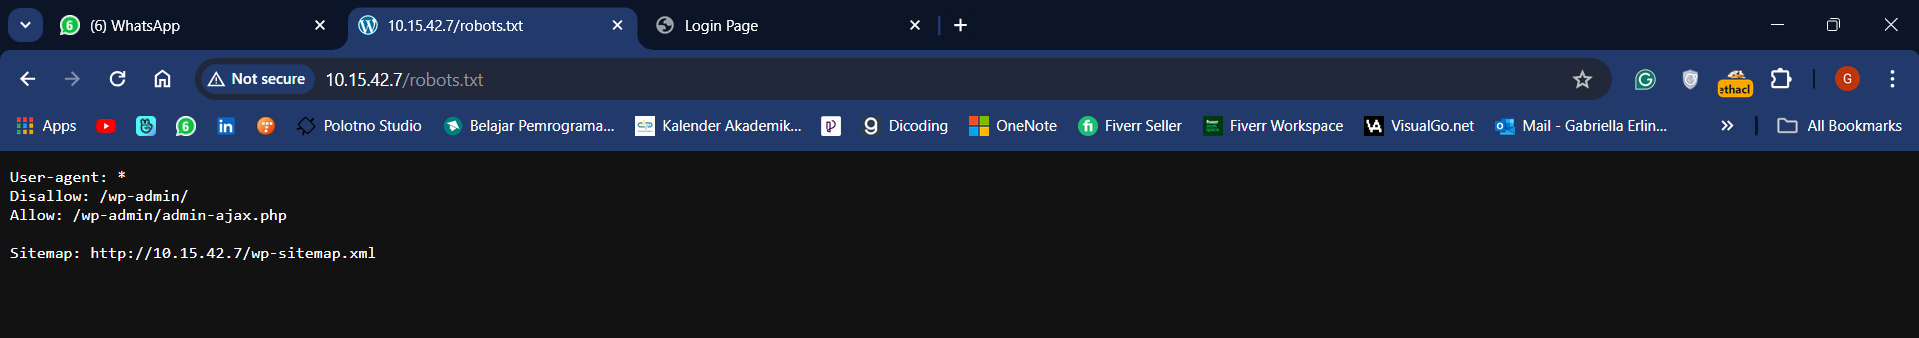 (6) WhatsApp
10.15.42.7/robots.txt
Login Page
Not secure
10.15.42.7/robots.txt
G
Apps
Polotno Studio
Belajar Pemrograma...
Kalender Akademik...
Dicoding
OneNote
Fiverr Seller
Fiverr Workspace
VisualGo.net
Mail - Gabriella Erlin...
All Bookmarks
User-agent: *
Disallow: /wp-admin/
Allow: /wp-admin/admin-ajax.php
Sitemap: http://10.15.42.7/wp-sitemap.xml